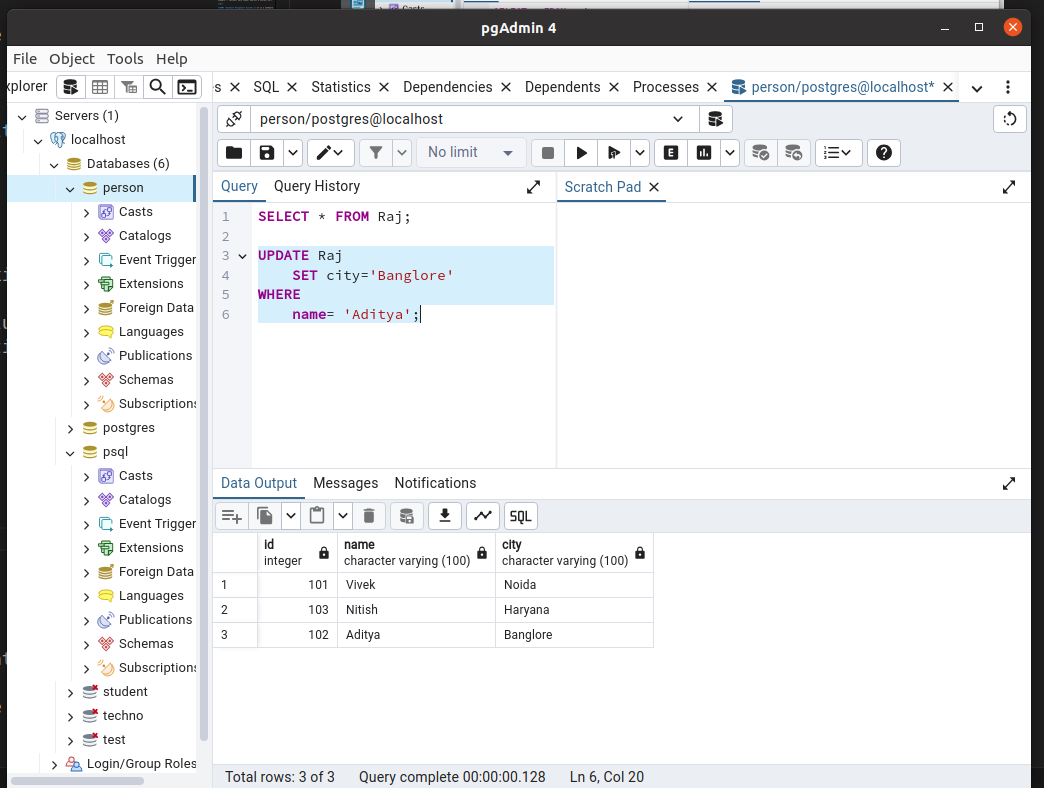 Casts
pgAdmin 4
File Object Tools Help
xplorer
s SQL Statistics Dependencies Dependents Processes person/postgres@localhost*
person/postgres@localhost
No limit
E
Query Query History
Scratch Pad
Servers (1)
localhost
Databases (6)
person
Casts
Catalogs
Event Trigger
Extensions
Foreign Data
Languages
Publications
Schemas
Subscriptions
postgres
psql
Casts
Catalogs
Event Trigger
Extensions
Foreign Data
Languages
Publications
Schemas
Subscriptions
student
techno
test
Login/Group Roles
1 SELECT * FROM Raj;
2
3 UPDATE Raj
4 SET city='Banglore'
5 WHERE
6 name= 'Aditya';
Data Output Messages Notifications
SQL
id name city
integer character varying (100) character varying (100)
1 101 Vivek Noida
2 103 Nitish Haryana
3 102 Aditya Banglore
Total rows: 3 of 3 Query complete 00:00:00.128 Ln 6, Col 20